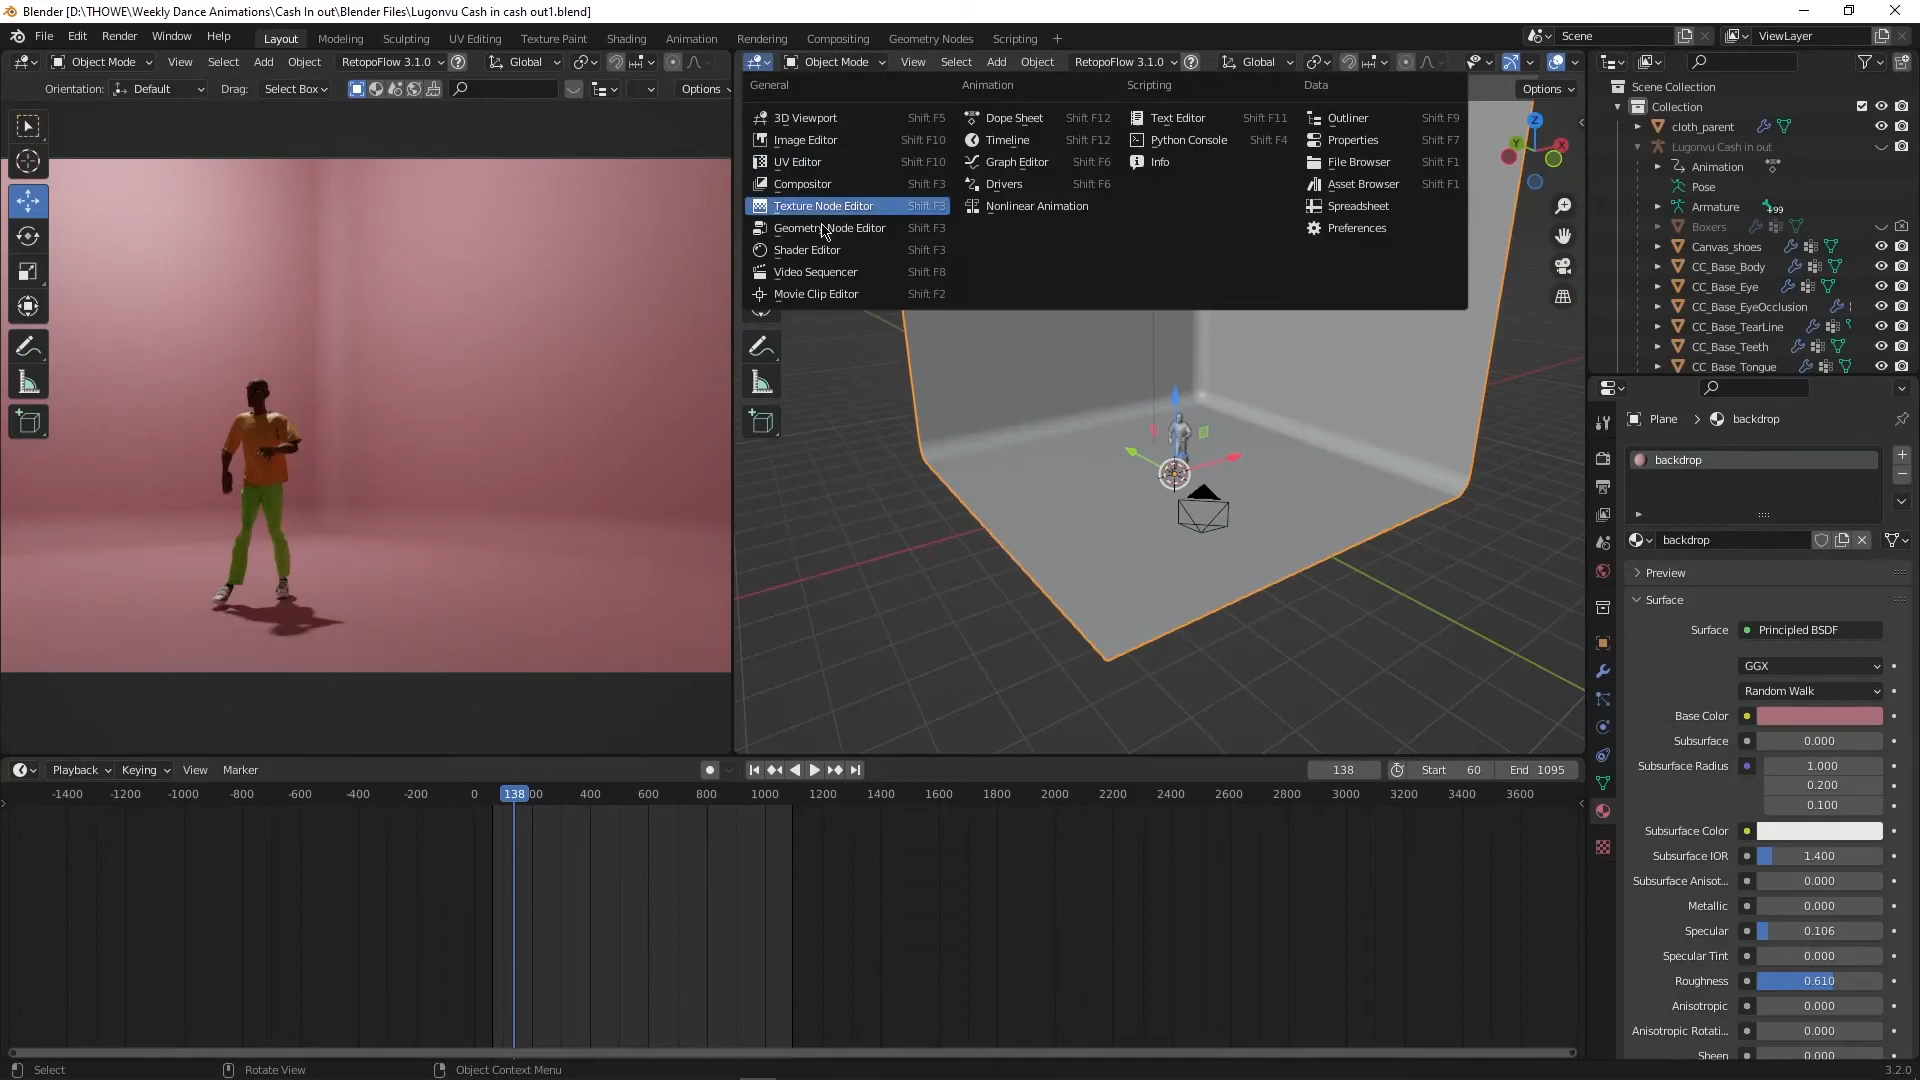 Blender [D:\THOWE\Weekly Dance Animations\Cash In out\Blender Files\Lugonvu Cash in cash out1.blend]
File Edit Render Window Help Layout Modeling Sculpting UV Editing Texture Paint Shading Animation Rendering Compositing Geometry Nodes Scripting + Scene ViewLayer
Object Mode View Select Add Object RetopoFlow 3.1.0 Global
Object Mode View Select Add Object RetopoFlow 3.1.0 Global
Orientation: Default Drag: Select Box Options
Options
General Animation Scripting Data
3D Viewport Shift F5 Dope Sheet Shift F12 Text Editor Shift F11 Outliner Shift F9
Image Editor Shift F10 Timeline Shift F12 Python Console Shift F4 Properties Shift F7
UV Editor Shift F10 Graph Editor Shift F6 Info File Browser Shift F1
Compositor Shift F3 Drivers Shift F6 Asset Browser Shift F1
Texture Node Editor Shift F3 Nonlinear Animation Spreadsheet
Geometry Node Editor Shift F3 Preferences
Shader Editor Shift F3
Video Sequencer Shift F8
Movie Clip Editor Shift F2
Z
Y
X
Scene Collection
Collection
cloth_parent
Lugonvu Cash in out
Animation
Pose
Armature +99
Boxers
Canvas_shoes
CC_Base_Body
CC_Base_Eye
CC_Base_EyeOcclusion
CC_Base_TearLine
CC_Base_Teeth
CC_Base_Tongue
Plane > backdrop
backdrop
backdrop
Preview
Surface
Surface Principled BSDF
GGX
Random Walk
Base Color
Subsurface 0.000
Subsurface Radius 1.000
0.200
0.100
Subsurface Color
Subsurface IOR 1.400
Subsurface Anisot... 0.000
Metallic 0.000
Specular 0.106
Specular Tint 0.000
Roughness 0.610
Anisotropic 0.000
Anisotropic Rotati... 0.000
Sheen 0.000
Playback Keying View Marker 138 Start 60 End 1095
-1400 -1200 -1000 -800 -600 -400 -200 0 138 200 400 600 800 1000 1200 1400 1600 1800 2000 2200 2400 2600 2800 3000 3200 3400 3600
Select Rotate View Object Context Menu 3.2.0